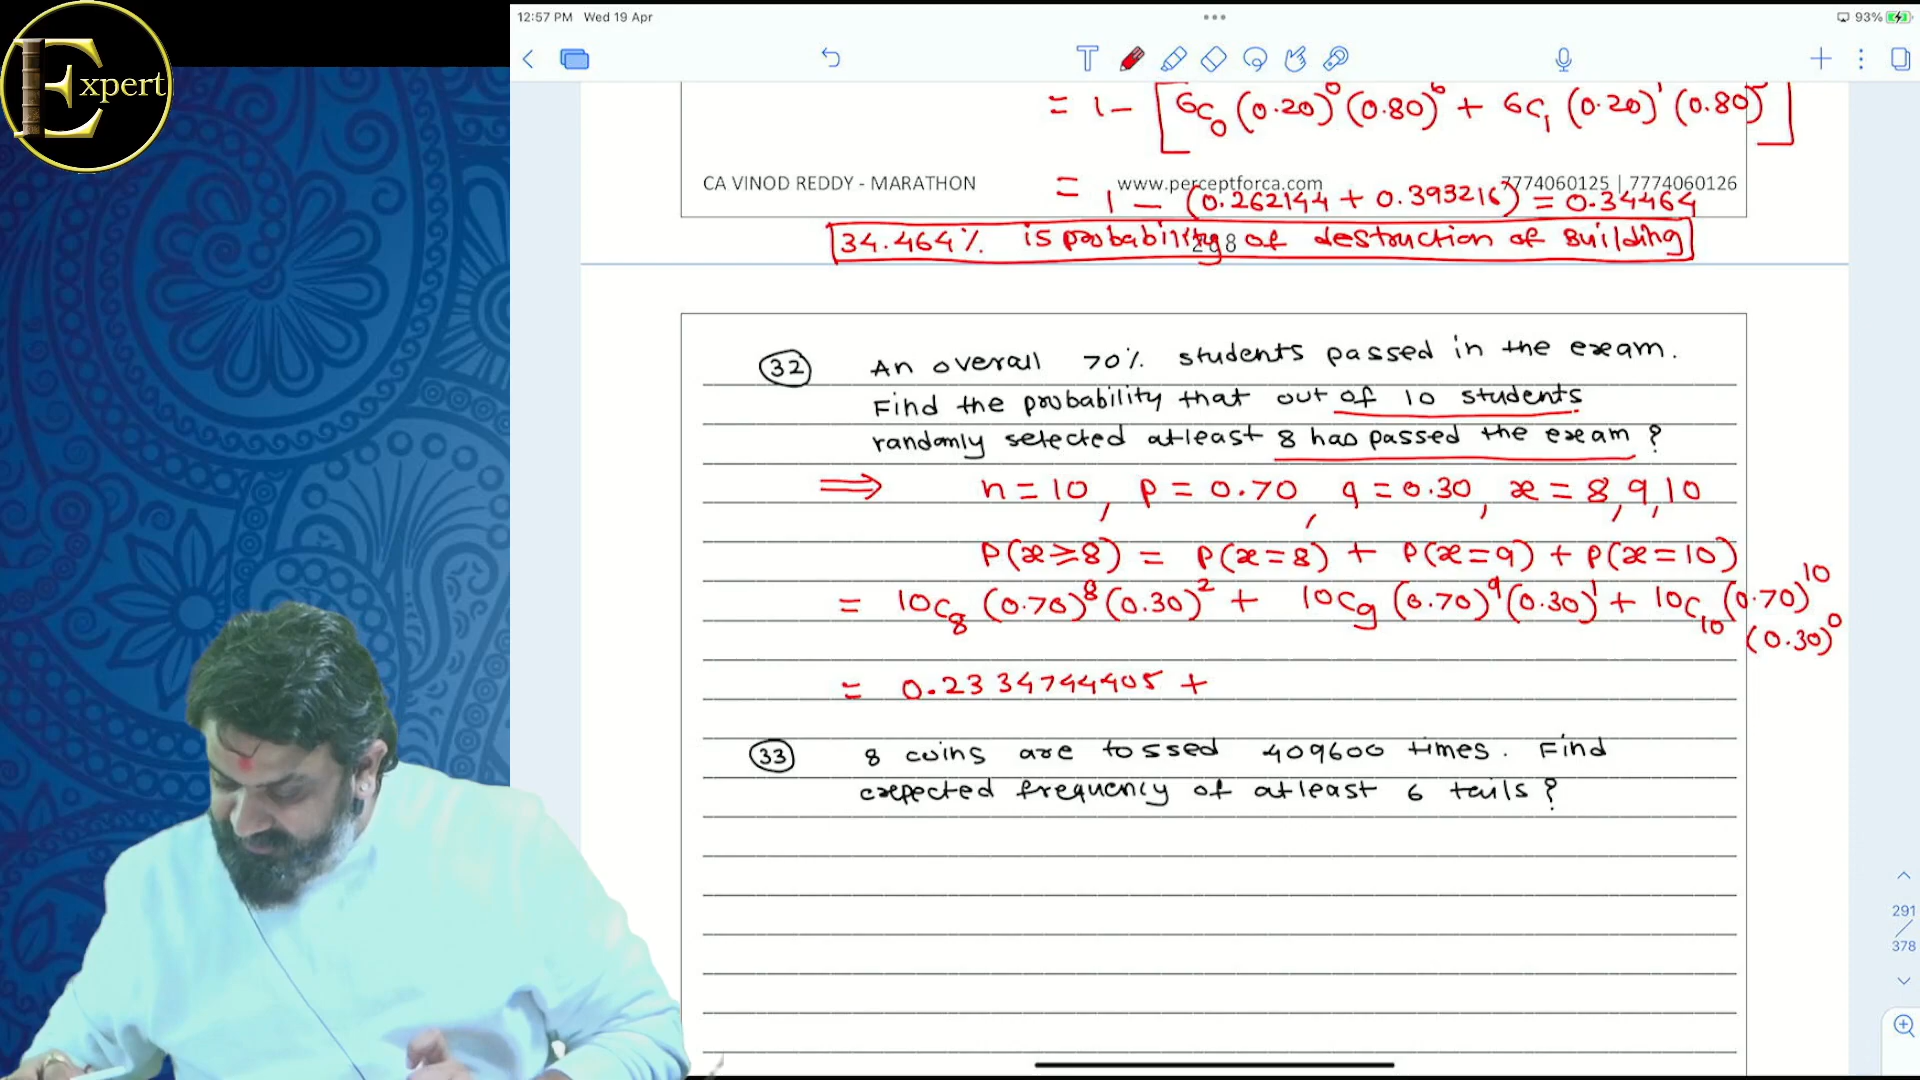 Expert
12:57 PM Wed 19 Apr
93%
= 1 - [6C0 (0.20)^0 (0.80)^6 + 6C1 (0.20)^1 (0.80)^5]
CA VINOD REDDY - MARATHON www.perceptforca.com 7774060125 | 7774060126
= 1 - (0.262144 + 0.393216) = 0.34464
34.464% is probability of destruction of Building
32 An overall 70% students passed in the exam.
Find the probability that out of 10 students
randomly selected atleast 8 has passed the exam ?
⟹ n = 10, p = 0.70, q = 0.30, x = 8, 9, 10
P(x ≥ 8) = P(x = 8) + P(x = 9) + P(x = 10)
= 10C8 (0.70)^8 (0.30)^2 + 10C9 (0.70)^9 (0.30)^1 + 10C10 (0.70)^10 (0.30)^0
= 0.2334744405 +
33 8 coins are tossed 409600 times. Find
expected frequency of atleast 6 tails ?
291
378